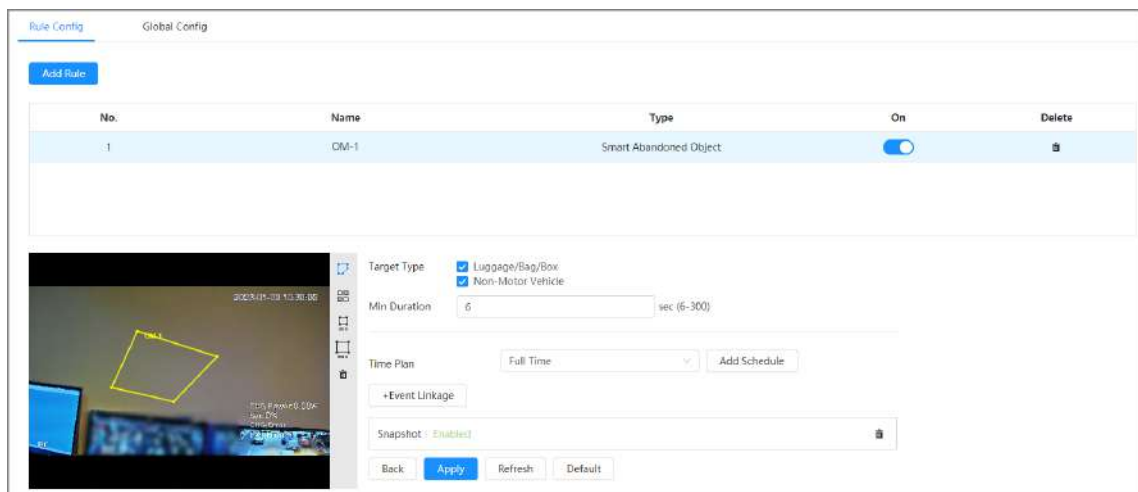 Rule Config Global Config
Add Rule
No. Name Type On Delete
1 OM-1 Smart Abandoned Object
Target Type Luggage/Bag/Box
Non-Motor Vehicle
Min Duration 6 sec (6-300)
Time Plan Full Time Add Schedule
+Event Linkage
Snapshot : Enabled
Back Apply Refresh Default
OM-1